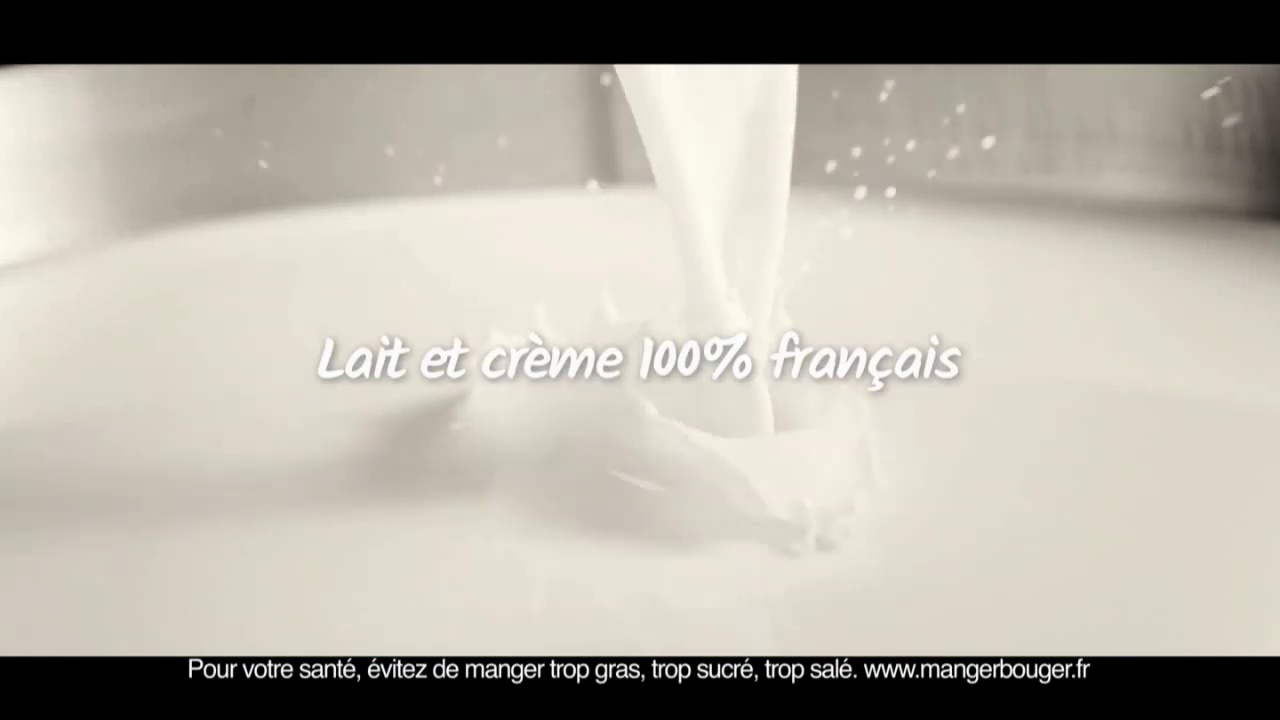 Lait et crème 100% français
Pour votre santé, évitez de manger trop gras, trop sucré, trop salé. www.mangerbouger.fr